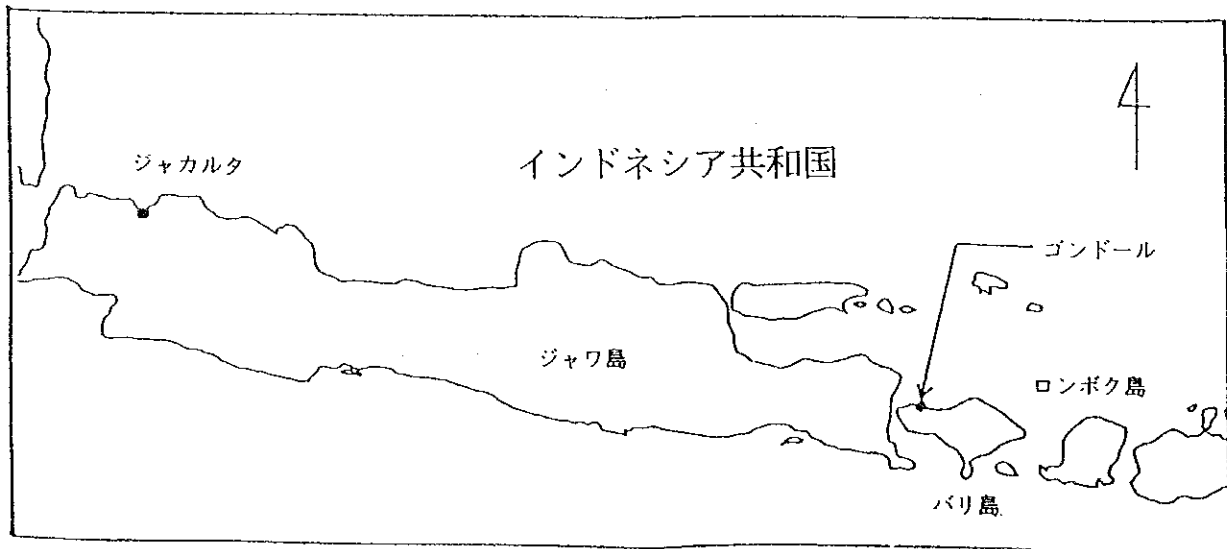 ジャカルタ
インドネシア共和国
ゴンドール
ジャワ島
ロンボク島
バリ島